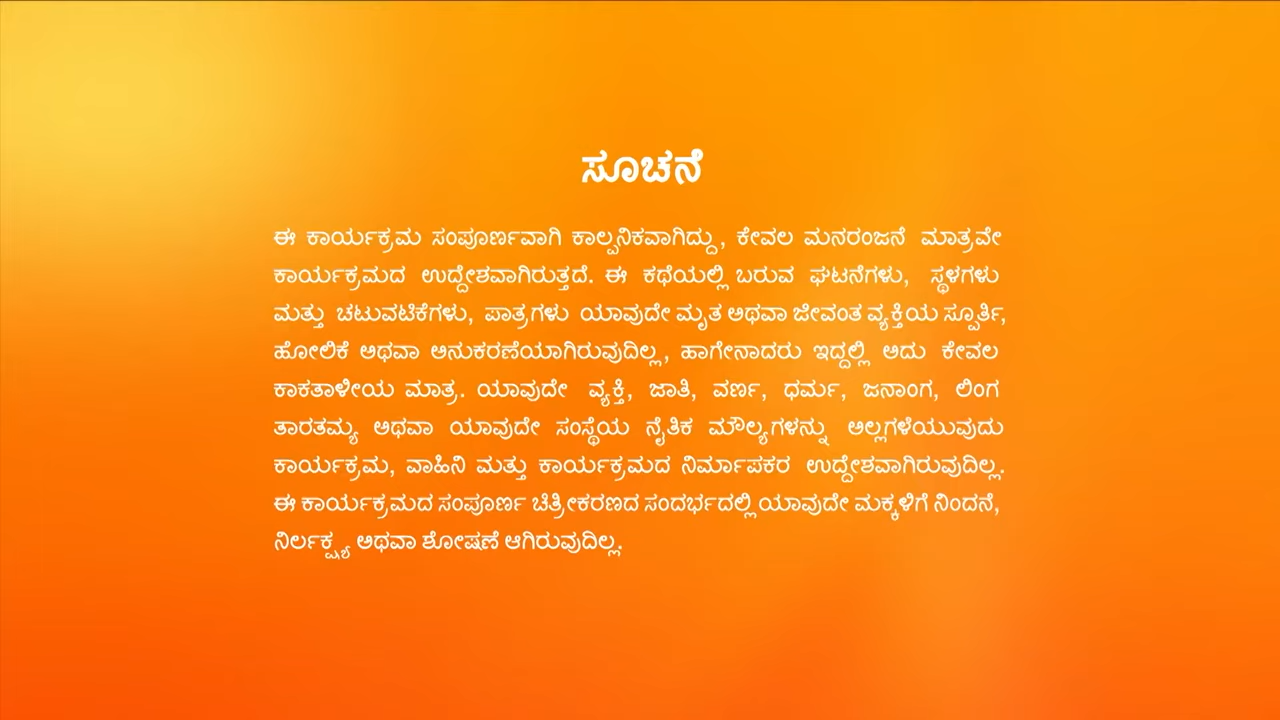 ಸೂಚನೆ
ಈ ಕಾರ್ಯಕ್ರಮ ಸಂಪೂರ್ಣವಾಗಿ ಕಾಲ್ಪನಿಕವಾಗಿದ್ದು, ಕೇವಲ ಮನರಂಜನೆ ಮಾತ್ರವೇ
ಕಾರ್ಯಕ್ರಮದ ಉದ್ದೇಶವಾಗಿರುತ್ತದೆ. ಈ ಕಥೆಯಲ್ಲಿ ಬರುವ ಘಟನೆಗಳು, ಸ್ಥಳಗಳು
ಮತ್ತು ಚಟುವಟಿಕೆಗಳು, ಪಾತ್ರಗಳು ಯಾವುದೇ ಮೃತ ಅಥವಾ ಜೀವಂತ ವ್ಯಕ್ತಿಯ ಸ್ಪೂರ್ತಿ,
ಹೋಲಿಕೆ ಅಥವಾ ಅನುಕರಣೆಯಾಗಿರುವುದಿಲ್ಲ, ಹಾಗೇನಾದರು ಇದ್ದಲ್ಲಿ ಅದು ಕೇವಲ
ಕಾಕತಾಳೀಯ ಮಾತ್ರ. ಯಾವುದೇ ವ್ಯಕ್ತಿ, ಜಾತಿ, ವರ್ಣ, ಧರ್ಮ, ಜನಾಂಗ, ಲಿಂಗ
ತಾರತಮ್ಯ ಅಥವಾ ಯಾವುದೇ ಸಂಸ್ಥೆಯ ನೈತಿಕ ಮೌಲ್ಯಗಳನ್ನು ಅಲ್ಲಗಳೆಯುವುದು
ಕಾರ್ಯಕ್ರಮ, ವಾಹಿನಿ ಮತ್ತು ಕಾರ್ಯಕ್ರಮದ ನಿರ್ಮಾಪಕರ ಉದ್ದೇಶವಾಗಿರುವುದಿಲ್ಲ.
ಈ ಕಾರ್ಯಕ್ರಮದ ಸಂಪೂರ್ಣ ಚಿತ್ರೀಕರಣದ ಸಂದರ್ಭದಲ್ಲಿ ಯಾವುದೇ ಮಕ್ಕಳಿಗೆ ನಿಂದನೆ,
ನಿರ್ಲಕ್ಷ್ಯ ಅಥವಾ ಶೋಷಣೆ ಆಗಿರುವುದಿಲ್ಲ.